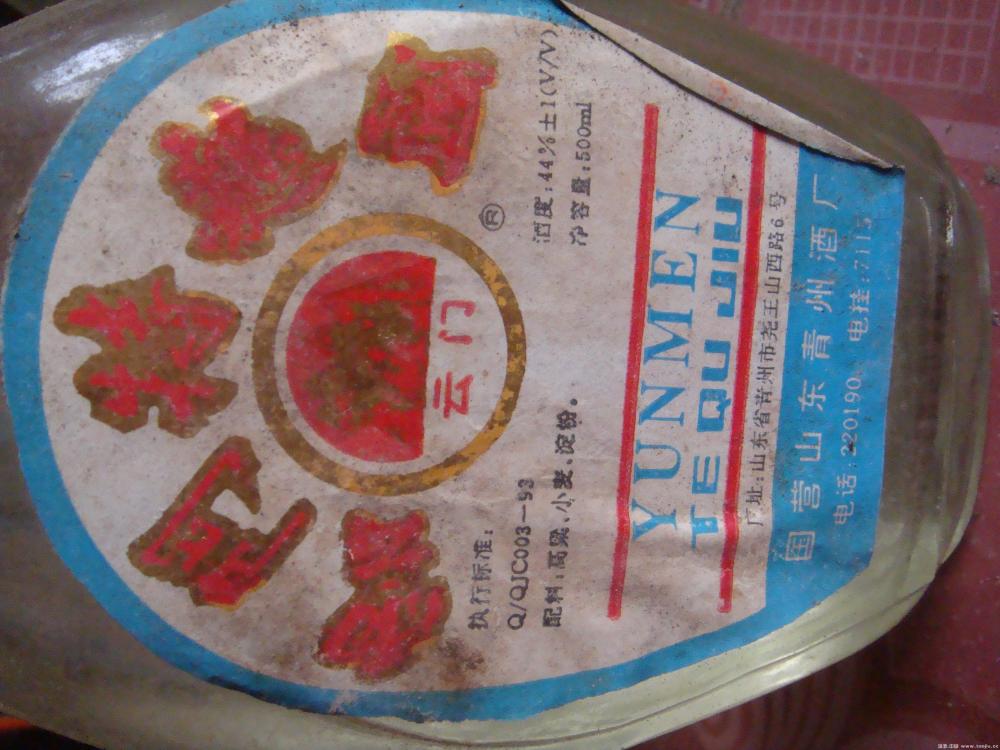 云门特曲酒
云门
®
执行标准:
Q/QJC003—93
配料:高粱、小麦、淀粉。
酒度:44%士1(V/V)
净容量:500ml
YUNMEN
TE QU JIU
厂址:山东省青州市尧王山西路6号
国营山东青州酒厂
电话:220190 电挂:7115